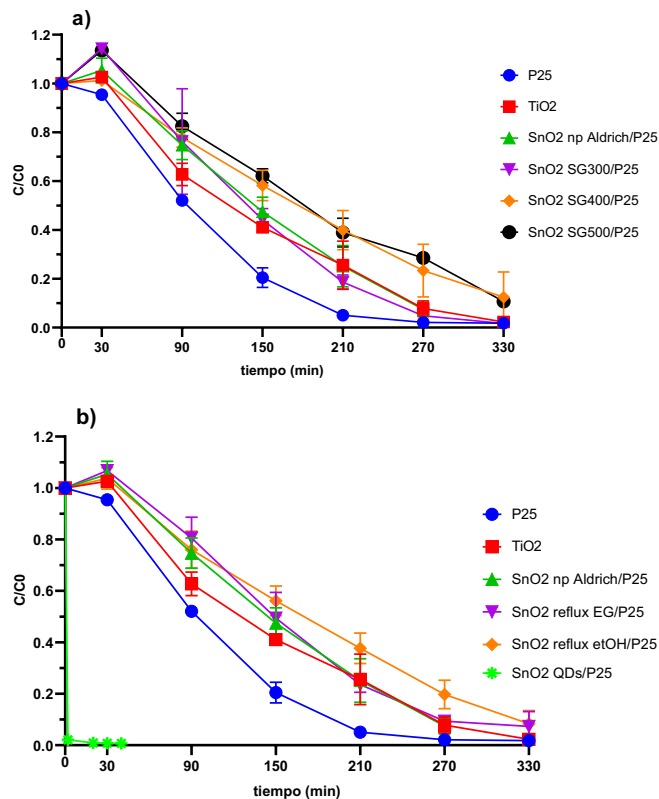 a)
1.2
1.0
0.8
0.6
0.4
0.2
0.0
C/C0
0 30 90 150 210 270 330
tiempo (min)
P25
TiO2
SnO2 np Aldrich/P25
SnO2 SG300/P25
SnO2 SG400/P25
SnO2 SG500/P25
b)
1.2
1.0
0.8
0.6
0.4
0.2
0.0
C/C0
0 30 90 150 210 270 330
tiempo (min)
P25
TiO2
SnO2 np Aldrich/P25
SnO2 reflux EG/P25
SnO2 reflux etOH/P25
SnO2 QDs/P25